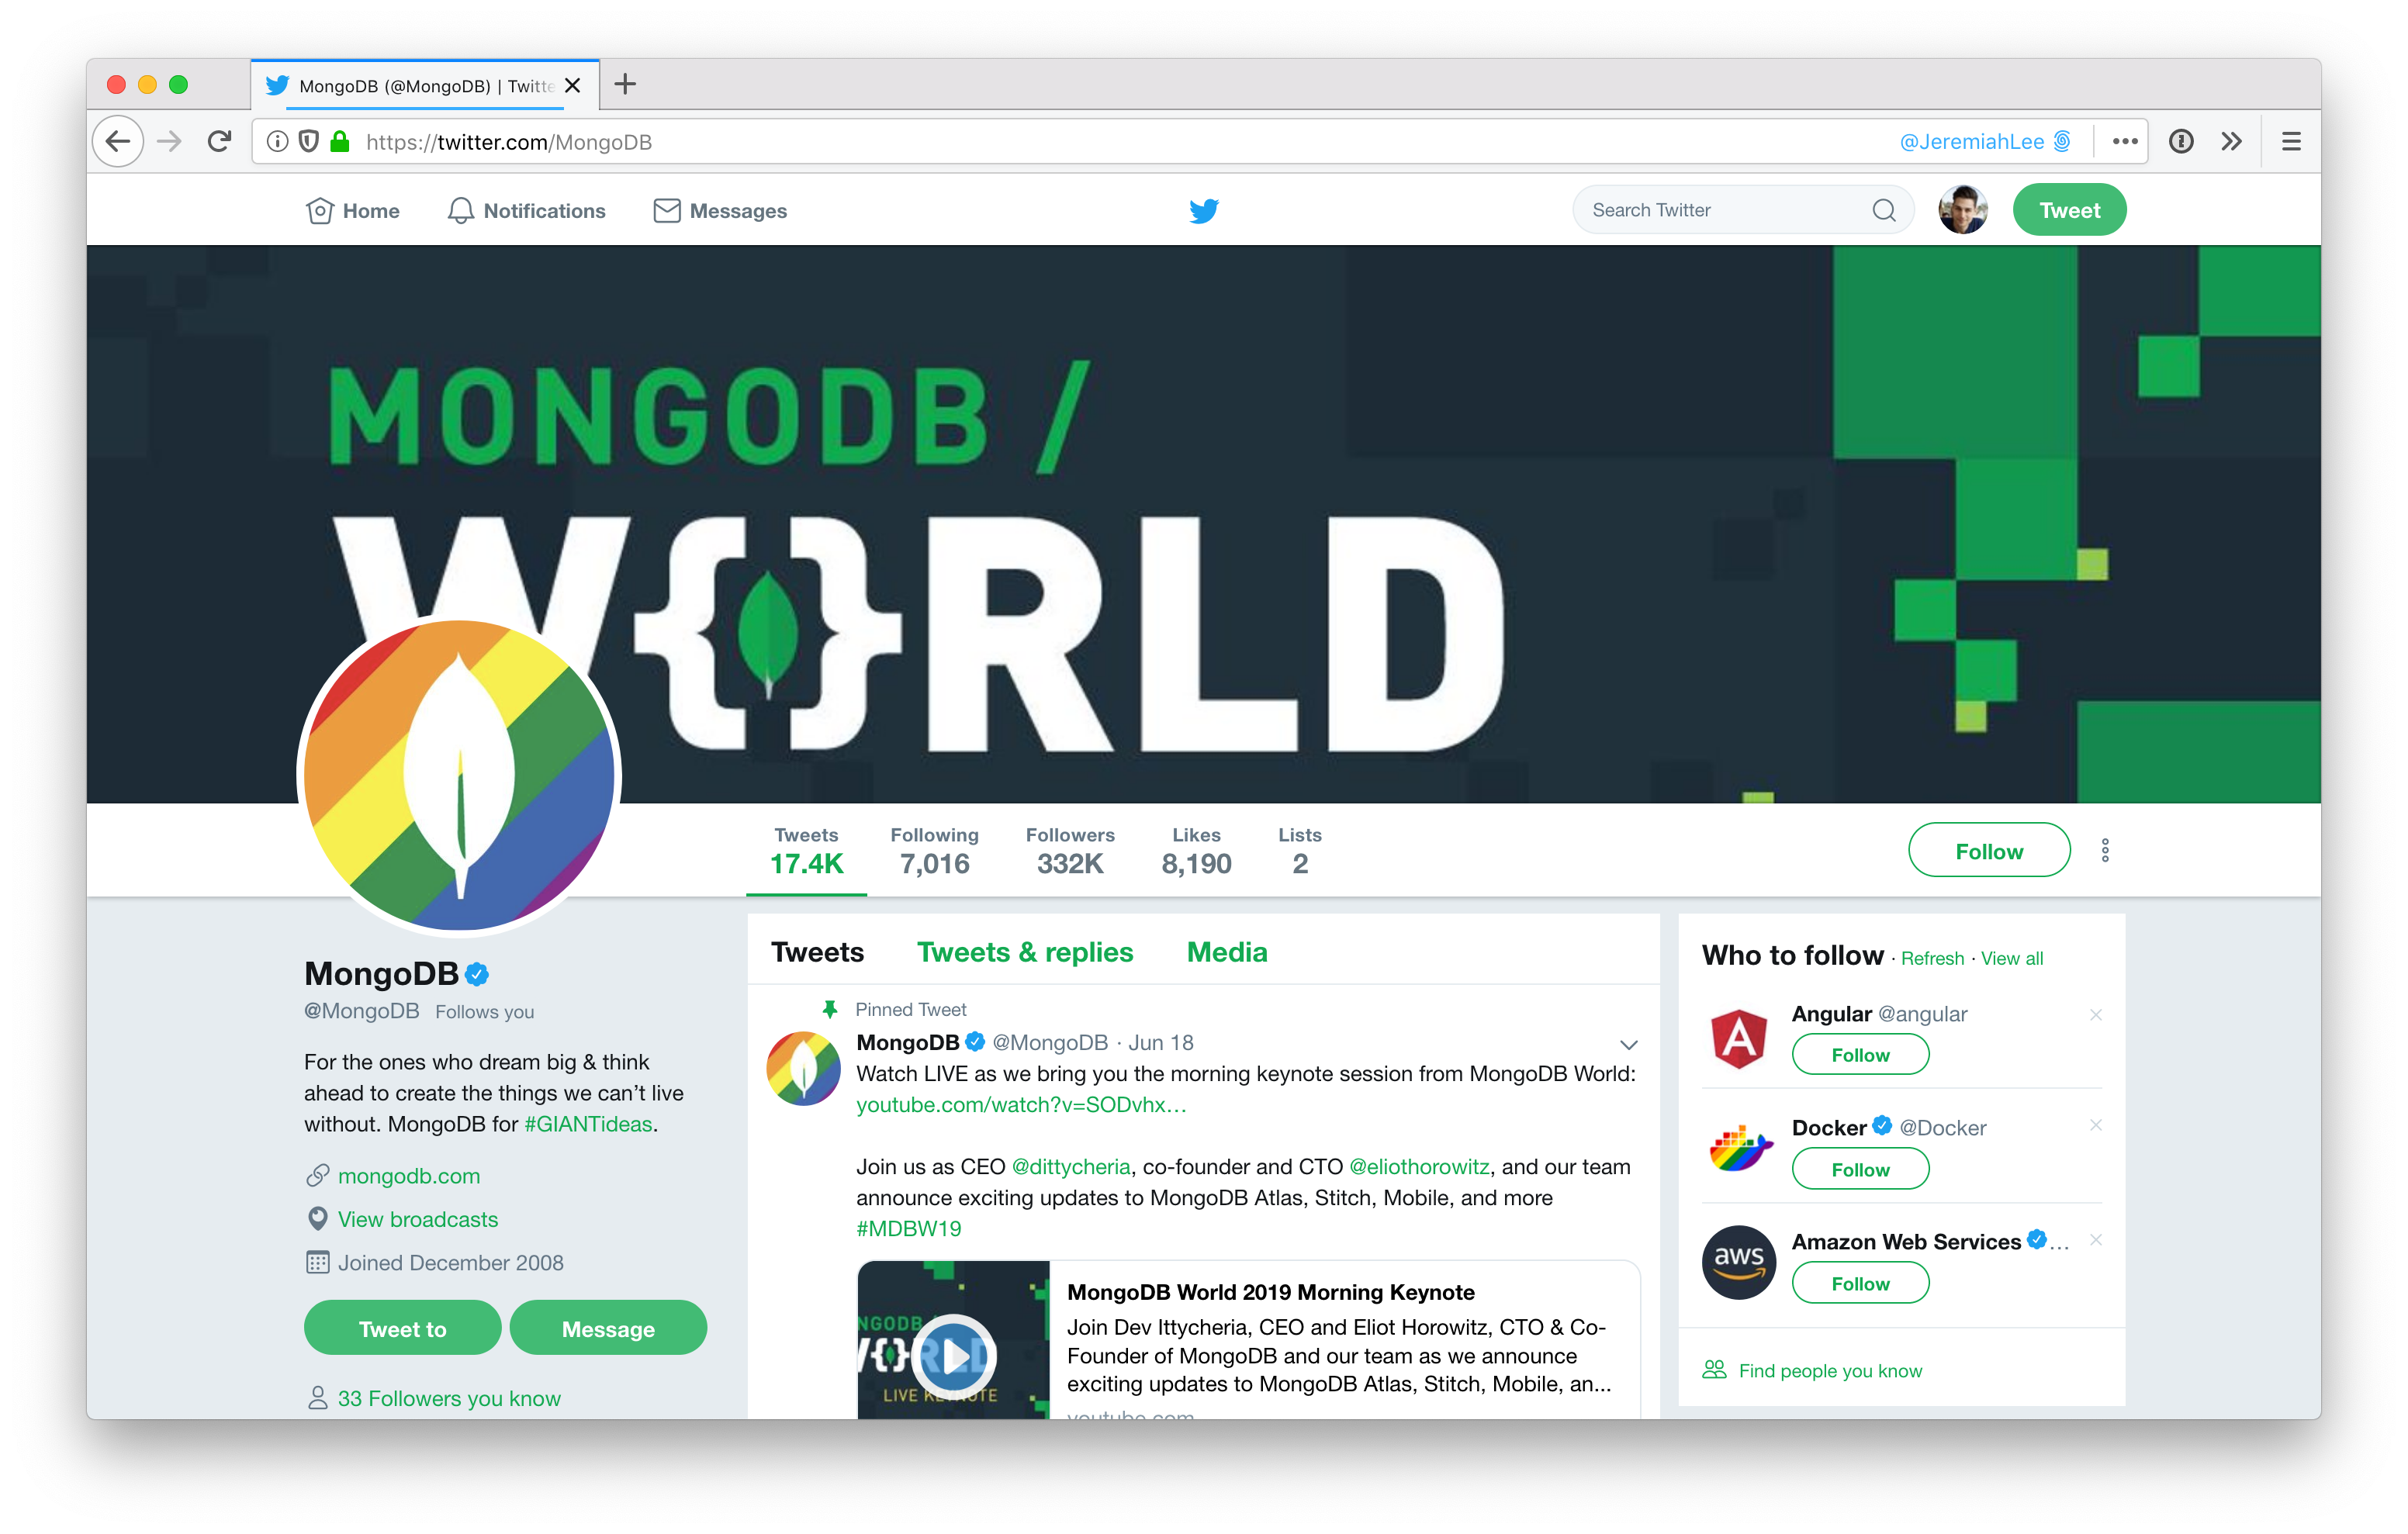 MongoDB (@MongoDB) | Twitte
https://twitter.com/MongoDB
@JeremiahLee
Home
Notifications
Messages
Search Twitter
Tweet
MONGODB /
W{}RLD
Tweets
17.4K
Following
7,016
Followers
332K
Likes
8,190
Lists
2
Follow
MongoDB
@MongoDB Follows you
For the ones who dream big & think
ahead to create the things we can’t live
without. MongoDB for #GIANTideas.
mongodb.com
View broadcasts
Joined December 2008
Tweet to
Message
33 Followers you know
Tweets
Tweets & replies
Media
Pinned Tweet
MongoDB @MongoDB · Jun 18
Watch LIVE as we bring you the morning keynote session from MongoDB World:
youtube.com/watch?v=SODvhx…
Join us as CEO @dittycheria, co-founder and CTO @eliothorowitz, and our team
announce exciting updates to MongoDB Atlas, Stitch, Mobile, and more
#MDBW19
NGODB
W{}RLD
LIVE KEYNOTE
MongoDB World 2019 Morning Keynote
Join Dev Ittycheria, CEO and Eliot Horowitz, CTO & Co-
Founder of MongoDB and our team as we announce
exciting updates to MongoDB Atlas, Stitch, Mobile, an...
youtube.com
Who to follow · Refresh · View all
Angular @angular
Follow
Docker @Docker
Follow
aws
Amazon Web Services …
Follow
Find people you know